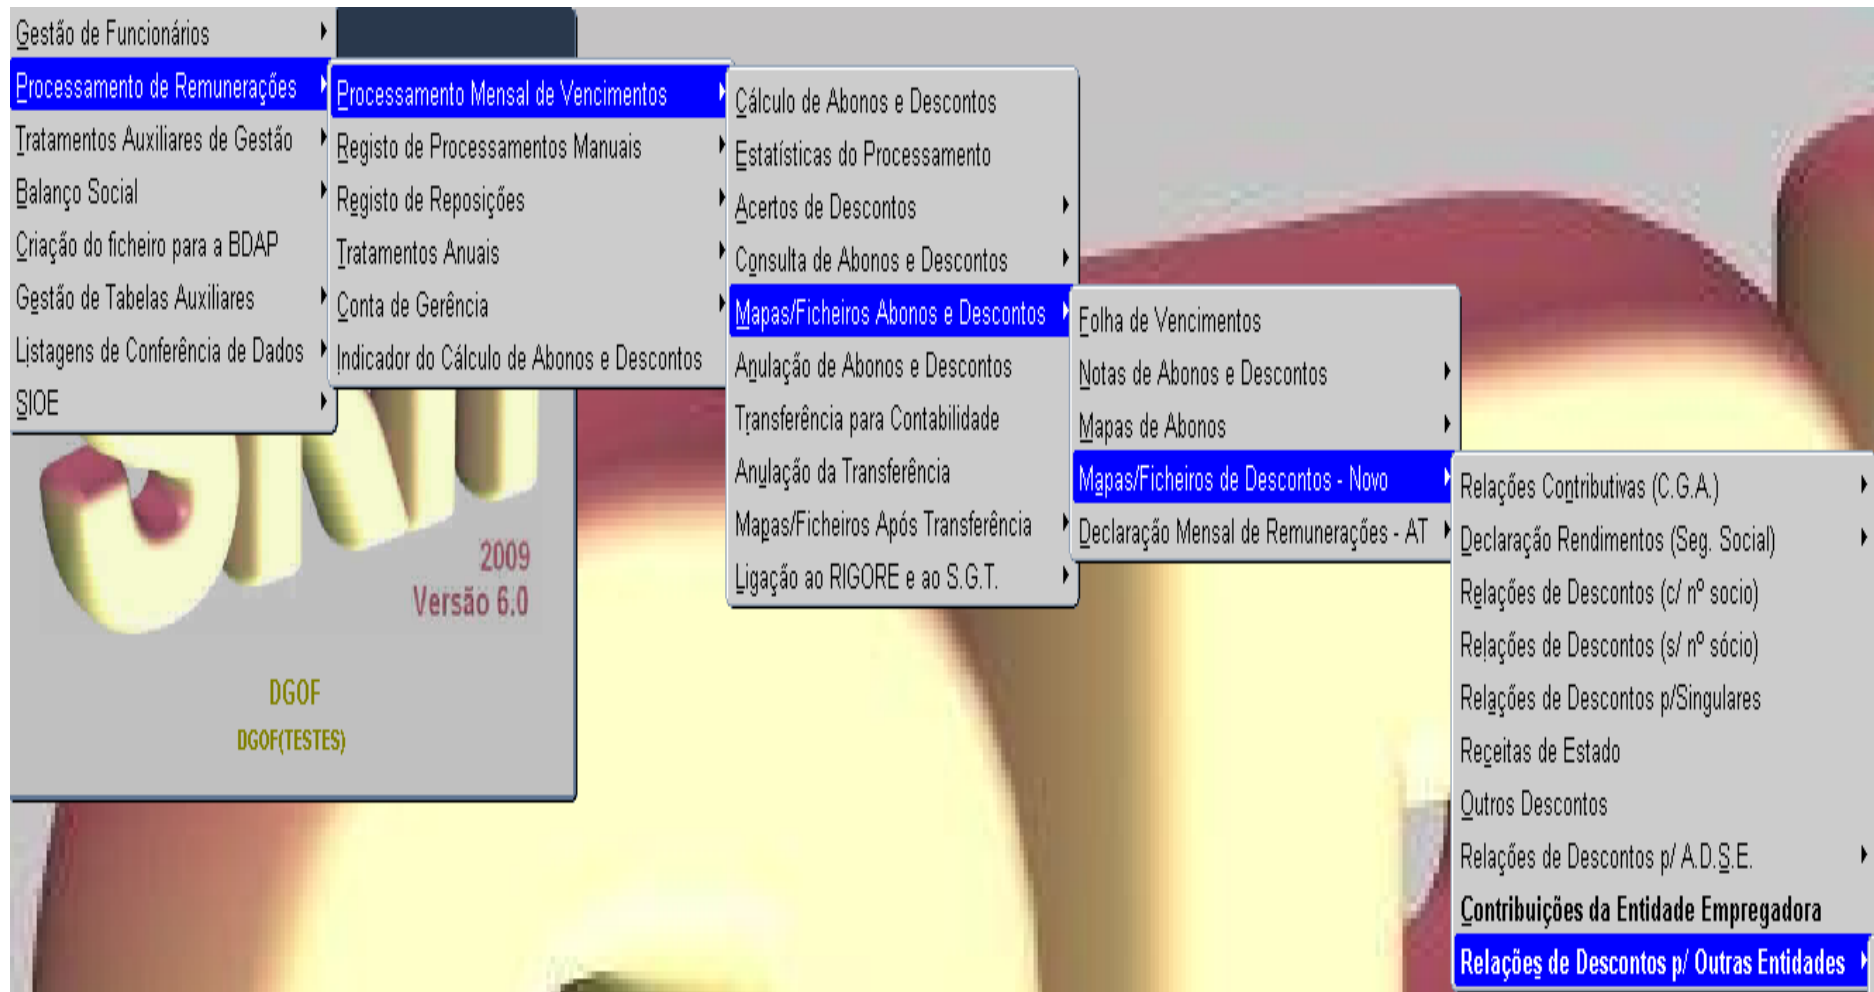 Gestão de Funcionários
Processamento de Remunerações
Tratamentos Auxiliares de Gestão
Balanço Social
Criação do ficheiro para a BDAP
Gestão de Tabelas Auxiliares
Listagens de Conferência de Dados
SIOE
Processamento Mensal de Vencimentos
Registo de Processamentos Manuais
Registo de Reposições
Tratamentos Anuais
Conta de Gerência
Indicador do Cálculo de Abonos e Descontos
Cálculo de Abonos e Descontos
Estatísticas do Processamento
Acertos de Descontos
Consulta de Abonos e Descontos
Mapas/Ficheiros Abonos e Descontos
Anulação de Abonos e Descontos
Transferência para Contabilidade
Anulação da Transferência
Mapas/Ficheiros Após Transferência
Ligação ao RIGORE e ao S.G.T.
Folha de Vencimentos
Notas de Abonos e Descontos
Mapas de Abonos
Mapas/Ficheiros de Descontos - Novo
Declaração Mensal de Remunerações - AT
Relações Contributivas (C.G.A.)
Declaração Rendimentos (Seg. Social)
Relações de Descontos (c/ nº socio)
Relações de Descontos (s/ nº sócio)
Relações de Descontos p/Singulares
Receitas de Estado
Outros Descontos
Relações de Descontos p/ A.D.S.E.
Contribuições da Entidade Empregadora
Relações de Descontos p/ Outras Entidades
2009
Versão 6.0
DGOF
DGOF(TESTES)